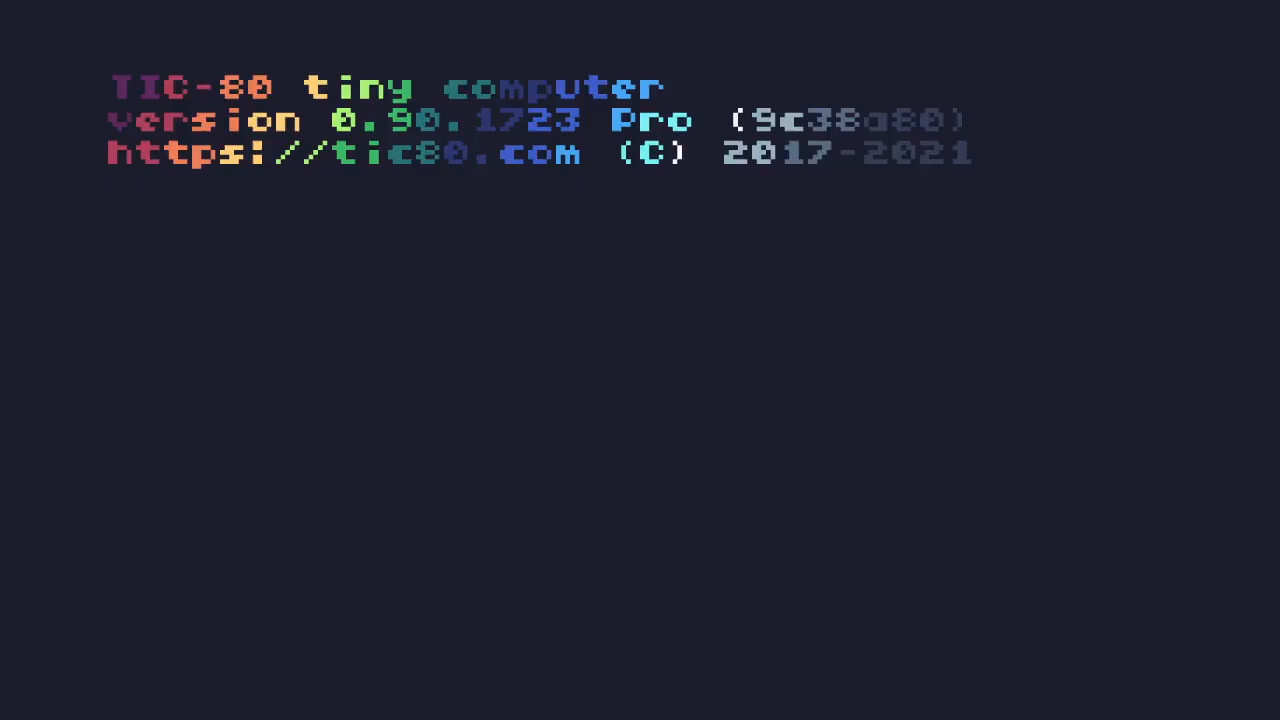 TIC-80 tiny computer
version 0.90.1723 Pro (9c38a80)
https://tic80.com (C) 2017-2021